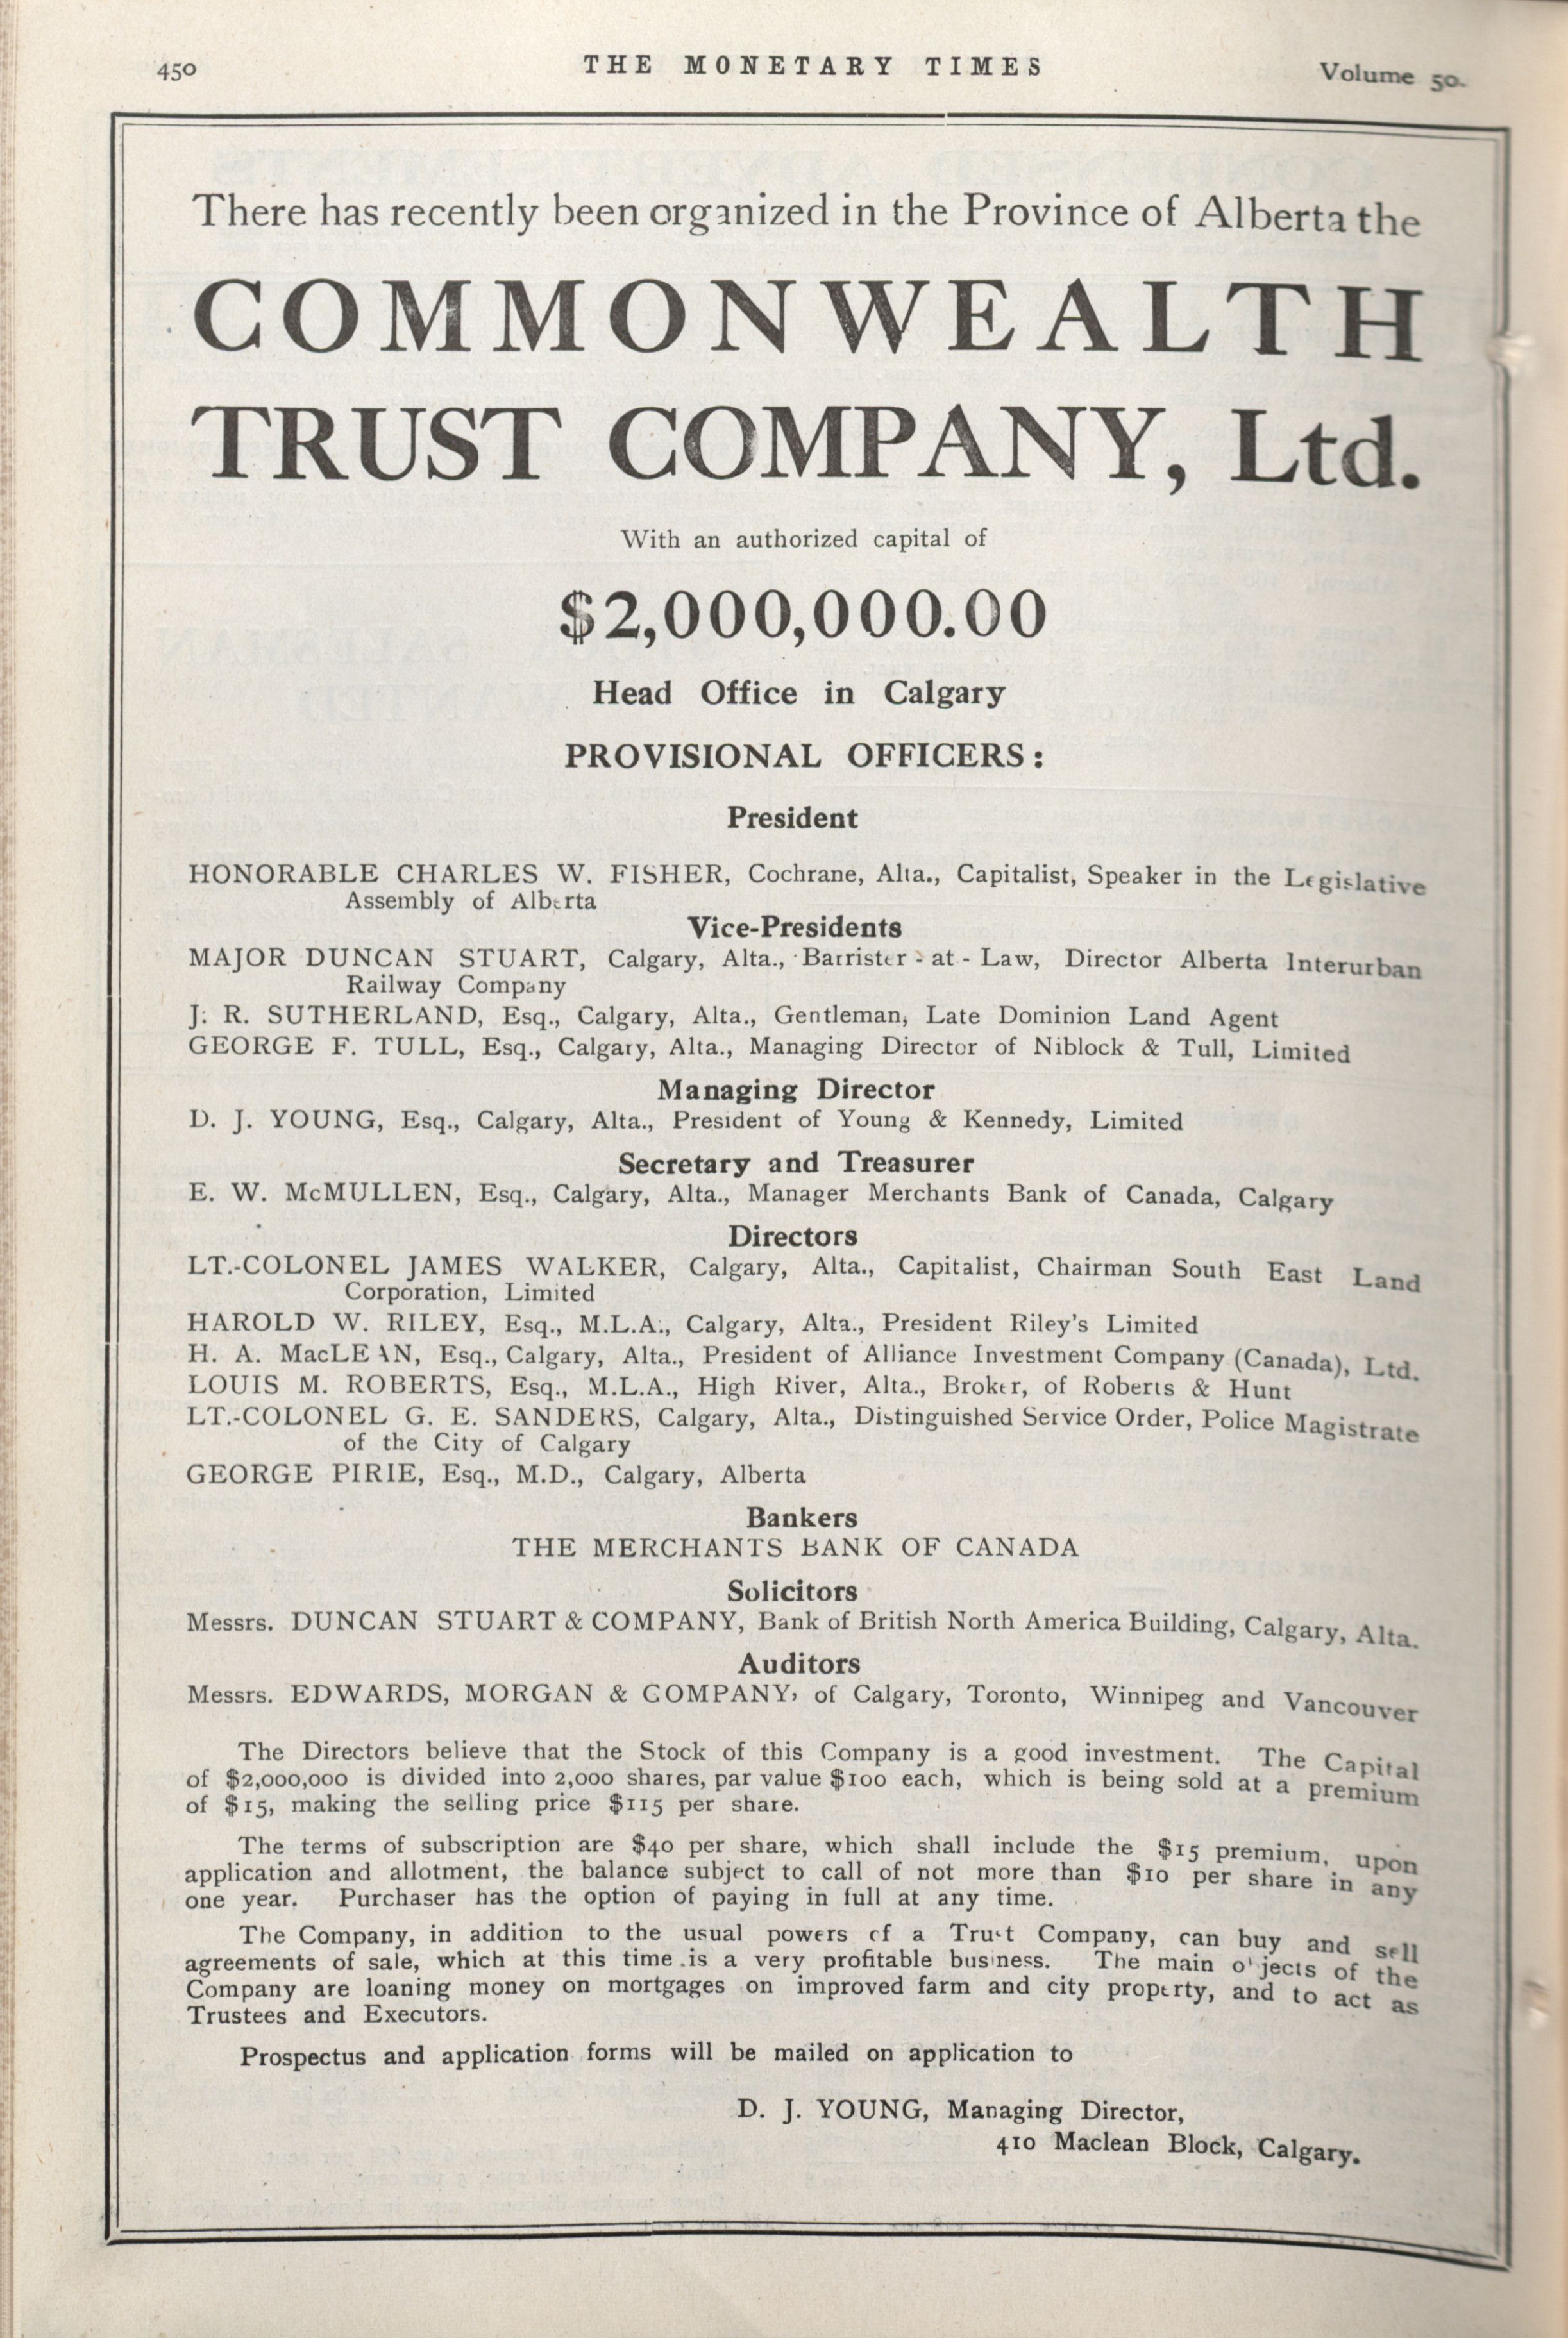 450
THE MONETARY TIMES
Volume 50.
There has recently been organized in the Province of Alberta the
COMMONWEALTH
TRUST COMPANY, Ltd.
With an authorized capital of
$2,000,000.00
Head Office in Calgary
PROVISIONAL OFFICERS:
President
HONORABLE CHARLES W. FISHER, Cochrane, Alta., Capitalist, Speaker in the Legislative
Assembly of Alberta
Vice-Presidents
MAJOR DUNCAN STUART, Calgary, Alta., Barrister - at - Law, Director Alberta Interurban
Railway Company
J. R. SUTHERLAND, Esq., Calgary, Alta., Gentleman, Late Dominion Land Agent
GEORGE F. TULL, Esq., Calgary, Alta., Managing Director of Niblock & Tull, Limited
Managing Director
D. J. YOUNG, Esq., Calgary, Alta., President of Young & Kennedy, Limited
Secretary and Treasurer
E. W. McMULLEN, Esq., Calgary, Alta., Manager Merchants Bank of Canada, Calgary
Directors
LT.-COLONEL JAMES WALKER, Calgary, Alta., Capitalist, Chairman South East Land
Corporation, Limited
HAROLD W. RILEY, Esq., M.L.A., Calgary, Alta., President Riley's Limited
H. A. MacLEAN, Esq., Calgary, Alta., President of Alliance Investment Company (Canada), Ltd.
LOUIS M. ROBERTS, Esq., M.L.A., High River, Alta., Broker, of Roberts & Hunt
LT.-COLONEL G. E. SANDERS, Calgary, Alta., Distinguished Service Order, Police Magistrate
of the City of Calgary
GEORGE PIRIE, Esq., M.D., Calgary, Alberta
Bankers
THE MERCHANTS BANK OF CANADA
Solicitors
Messrs. DUNCAN STUART & COMPANY, Bank of British North America Building, Calgary, Alta.
Auditors
Messrs. EDWARDS, MORGAN & COMPANY, of Calgary, Toronto, Winnipeg and Vancouver
The Directors believe that the Stock of this Company is a good investment. The Capital
of $2,000,000 is divided into 2,000 shares, par value $100 each, which is being sold at a premium
of $15, making the selling price $115 per share.
The terms of subscription are $40 per share, which shall include the $15 premium, upon
application and allotment, the balance subject to call of not more than $10 per share in any
one year. Purchaser has the option of paying in full at any time.
The Company, in addition to the usual powers of a Trust Company, can buy and sell
agreements of sale, which at this time is a very profitable business. The main objects of the
Company are loaning money on mortgages on improved farm and city property, and to act as
Trustees and Executors.
Prospectus and application forms will be mailed on application to
D. J. YOUNG, Managing Director,
410 Maclean Block, Calgary.